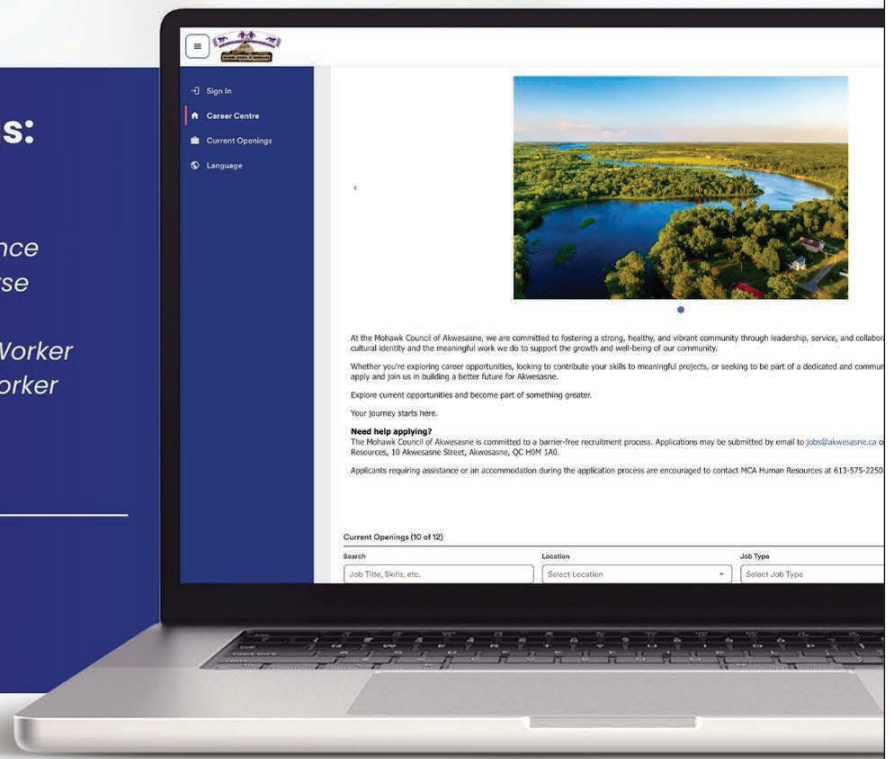 s:
nce
rse
Worker
orker
Sign In
Career Centre
Current Openings
Language
At the Mohawk Council of Akwesasne, we are committed to fostering a strong, healthy, and vibrant community through leadership, service, and collabor
cultural identity and the meaningful work we do to support the growth and well-being of our community.
Whether you're exploring career opportunities, looking to contribute your skills to meaningful projects, or seeking to be part of a dedicated and commun
apply and join us in building a better future for Akwesasne.
Explore current opportunities and become part of something greater.
Your journey starts here.
Need help applying?
The Mohawk Council of Akwesasne is committed to a barrier-free recruitment process. Applications may be submitted by email to jobs@akwesasne.ca o
Resources, 10 Akwesasne Street, Akwesasne, QC H0M 1A0.
Applicants requiring assistance or an accommodation during the application process are encouraged to contact MCA Human Resources at 613-575-2250
Current Openings (10 of 12)
Search
Location
Job Type
Job Title, Skills, etc.
Select Location
Select Job Type